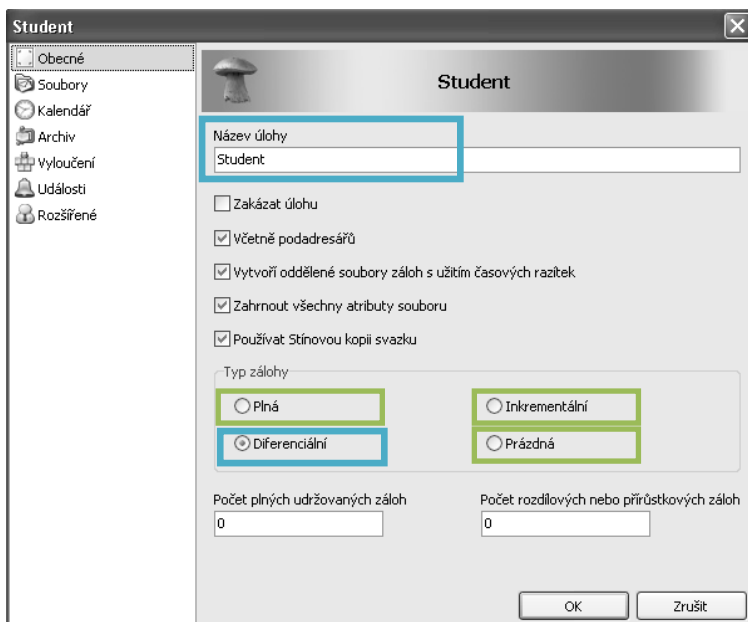 Student
Obecné
Soubory
Kalendář
Archiv
Vyloučení
Události
Rozšířené
Student
Název úlohy
Student
Zakázat úlohu
Včetně podadresářů
Vytvoří oddělené soubory záloh s užitím časových razítek
Zahrnout všechny atributy souboru
Používat Stínovou kopii svazku
Typ zálohy
Plná
Inkrementální
Diferenciální
Prázdná
Počet plných udržovaných záloh
Počet rozdílových nebo přírůstkových záloh
0
0
OK
Zrušit